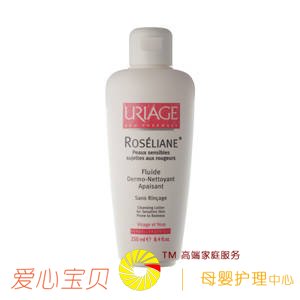 URIAGE
EAU THERMALE
ROSÉLIANE
Peaux sensibles
sujettes aux rougeurs
Fluide
Dermo-Nettoyant
Apaisant
Sans Rinçage
Cleansing Lotion
for Sensitive Skin
Prone to Redness
Visage et Yeux
250 ml e 8.4 fl.oz.
爱心宝贝
TM 高端家庭服务
母婴护理中心